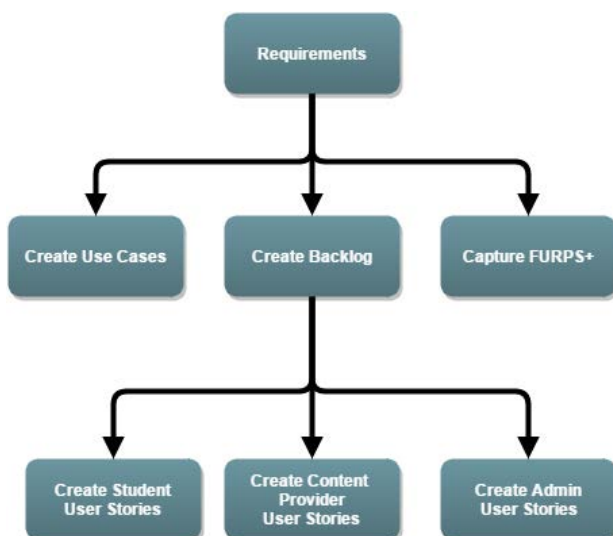 Requirements
Create Use Cases
Create Backlog
Capture FURPS+
Create Student
User Stories
Create Content
Provider
User Stories
Create Admin
User Stories